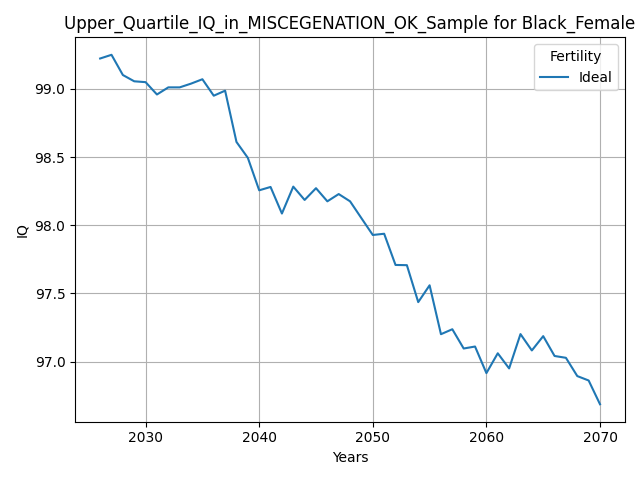 Upper_Quartile_IQ_in_MISCEGENATION_OK_Sample for Black_Female
Fertility
Ideal
99.0
98.5
98.0
97.5
97.0
IQ
2030
2040
2050
2060
2070
Years